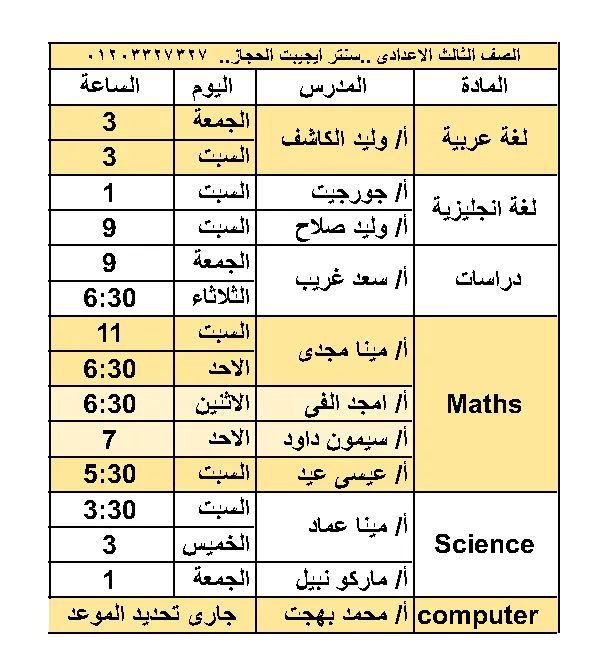 الصف الثالث الاعدادى ..سنتر ايجيبت الحجاز.. ٠١٢٠٣٣٢٧٣٢٧
المادة المدرس اليوم الساعة
لغة عربية أ/ وليد الكاشف الجمعة 3
السبت 3
لغة انجليزية أ/ جورجيت السبت 1
أ/ وليد صلاح السبت 9
دراسات أ/ سعد غريب الجمعة 9
الثلاثاء 6:30
Maths أ/ مينا مجدى السبت 11
الاحد 6:30
أ/ امجد الفى الاثنين 6:30
أ/ سيمون داود الاحد 7
أ/ عيسى عيد السبت 5:30
Science أ/ مينا عماد السبت 3:30
الخميس 3
أ/ ماركو نبيل الجمعة 1
computer أ/ محمد بهجت جارى تحديد الموعد